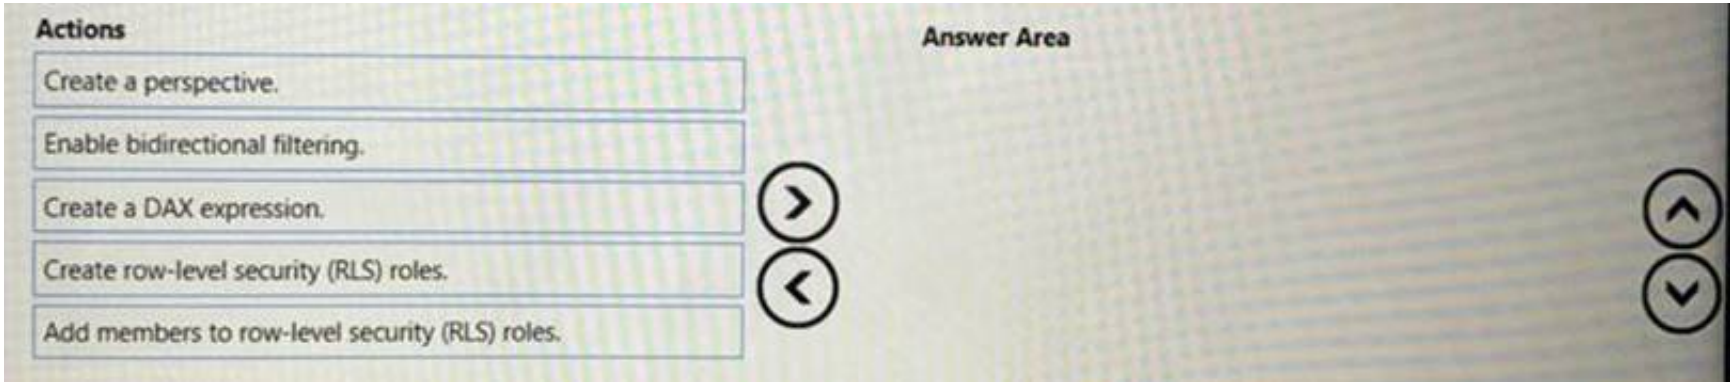 Actions
Answer Area
Create a perspective.
Enable bidirectional filtering.
Create a DAX expression.
Create row-level security (RLS) roles.
Add members to row-level security (RLS) roles.